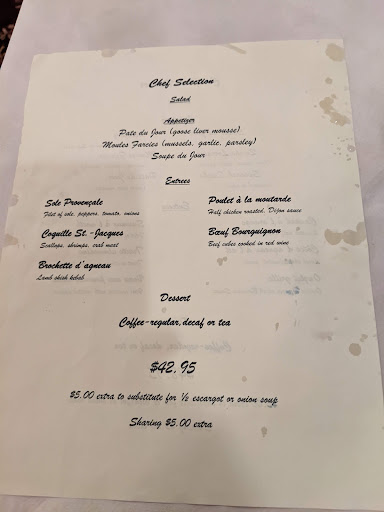 Chef Selection
Salad
Appetizer
Pate du Jour (goose liver mousse)
Moules Farcies (mussels, garlic, parsley)
Soupe du Jour
Entrees
Sole Provençale
Filet of sole, peppers, tomato, onions
Coquille St.-Jacques
Scallops, shrimps, crab meat
Brochette d'agneau
Lamb shish kebab
Poulet à la moutarde
Half chicken roasted, Dijon sauce
Bœuf Bourguignon
Beef cubes cooked in red wine
Dessert
Coffee-regular, decaf or tea
$42.95
$5.00 extra to substitute for ½ escargot or onion soup
Sharing $5.00 extra